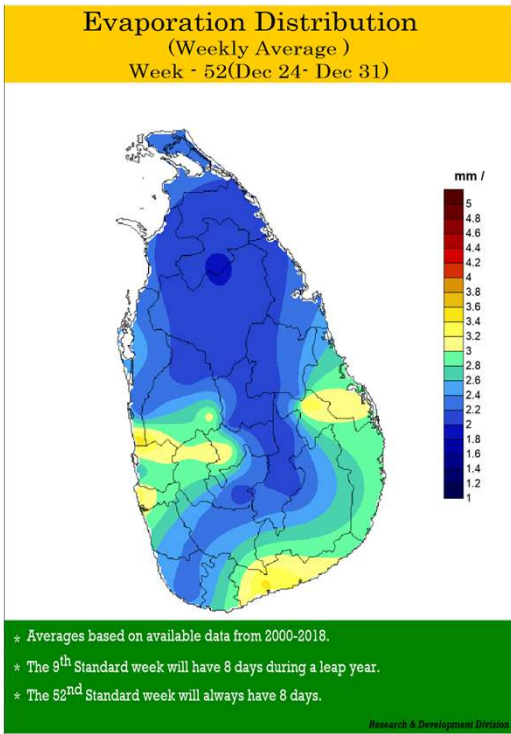 Evaporation Distribution
(Weekly Average )
Week - 52(Dec 24- Dec 31)
mm /
5
4.8
4.6
4.4
4.2
4
3.8
3.6
3.4
3.2
3
2.8
2.6
2.4
2.2
2
1.8
1.6
1.4
1.2
1
* Averages based on available data from 2000-2018.
* The 9th Standard week will have 8 days during a leap year.
* The 52nd Standard week will always have 8 days.
Research & Development Division